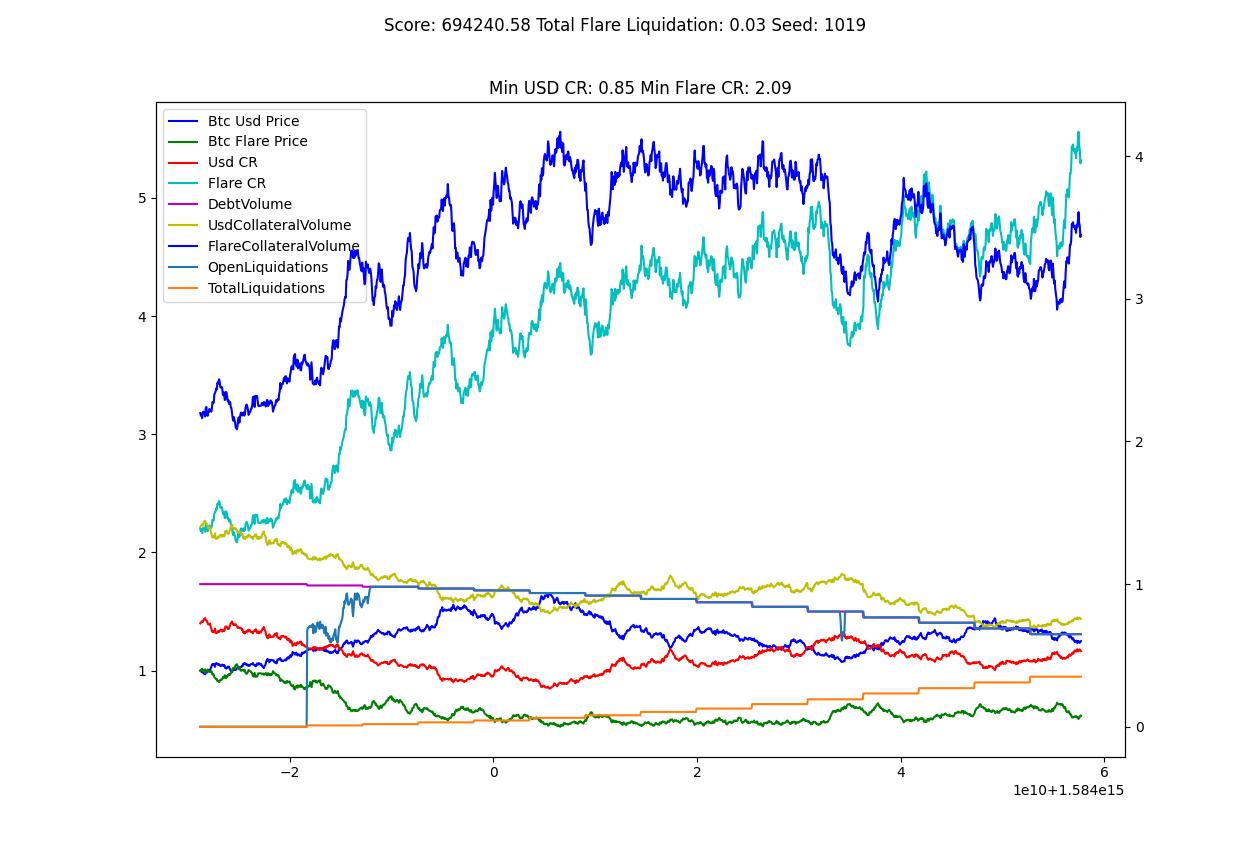 Score: 694240.58 Total Flare Liquidation: 0.03 Seed: 1019
Min USD CR: 0.85 Min Flare CR: 2.09
Btc Usd Price
Btc Flare Price
Usd CR
Flare CR
DebtVolume
UsdCollateralVolume
FlareCollateralVolume
OpenLiquidations
TotalLiquidations
5
4
3
2
1
4
3
2
1
0
−2
0
2
4
6
1e10+1.584e15